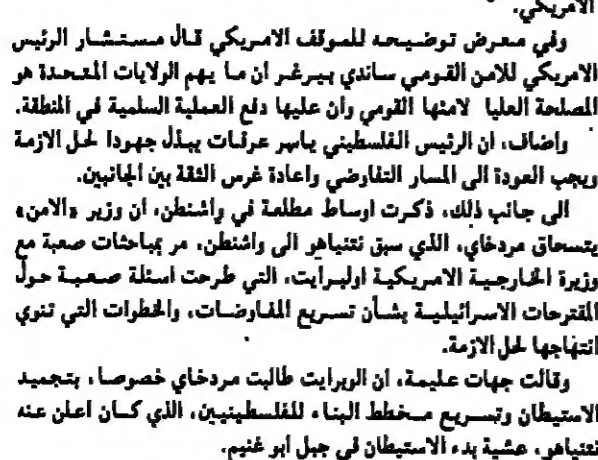 الامريكي.
وفي معرض توضيحه للموقف الامريكي قال مستشار الرئيس
الامريكي للامن القومي ساندي بيرغر ان ما يهم الولايات المتحدة هو
المصلحة العليا لامنها القومي وان عليها دفع العملية السلمية في المنطقة.
واضاف، ان الرئيس الفلسطيني ياسر عرفات يبذل جهودا لحل الازمة
ويجب العودة الى المسار التفاوضي واعادة غرس الثقة بين الجانبين.
الى جانب ذلك، ذكرت اوساط مطلعة في واشنطن، ان وزير «الامن»
يتسحاق مردخاي، الذي سبق نتنياهو الى واشنطن، مر بمباحثات صعبة مع
وزيرة الخارجية الامريكية اولبرايت، التي طرحت اسئلة صعبة حول
المقترحات الاسرائيلية بشأن تسريع المفاوضات، والخطوات التي تنوي
انتهاجها لحل الازمة.
وقالت جهات عليمة، ان الوبرايت طالبت مردخاي خصوصا، بتجميد
الاستيطان وتسريع مخطط البناء للفلسطينيين، الذي كان اعلن عنه
نتنياهو، عشية بدء الاستيطان في جبل ابو غنيم.